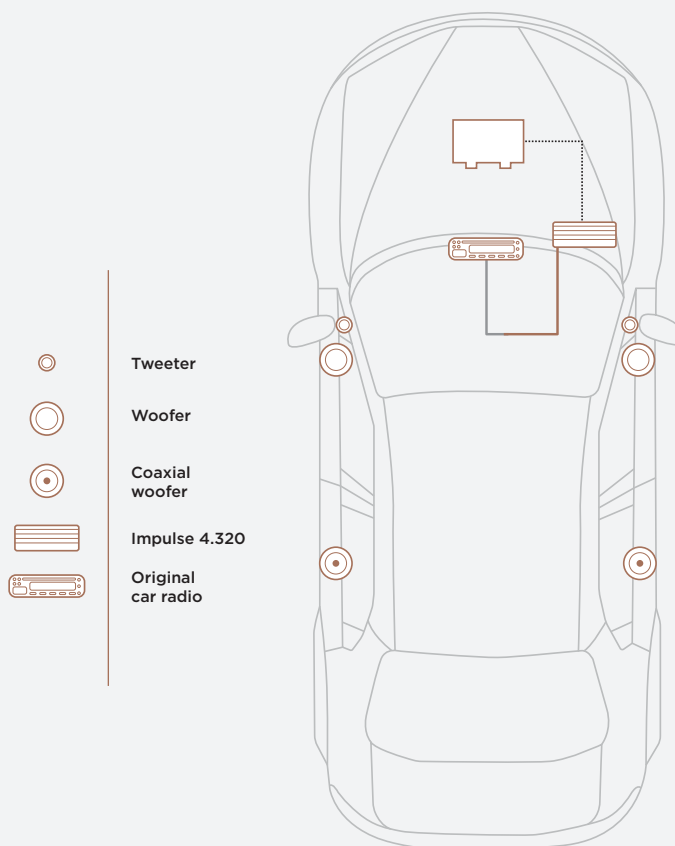 Tweeter
Woofer
Coaxial
woofer
Impulse 4.320
Original
car radio